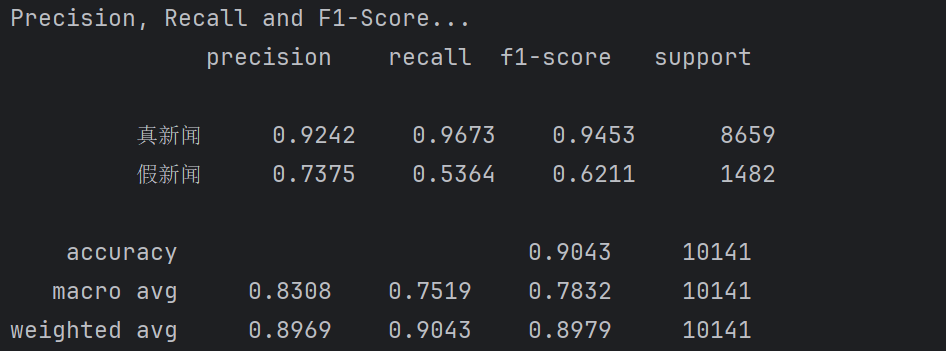 Precision, Recall and F1-Score...
precision recall f1-score support
真新闻 0.9242 0.9673 0.9453 8659
假新闻 0.7375 0.5364 0.6211 1482
accuracy 0.9043 10141
macro avg 0.8308 0.7519 0.7832 10141
weighted avg 0.8969 0.9043 0.8979 10141